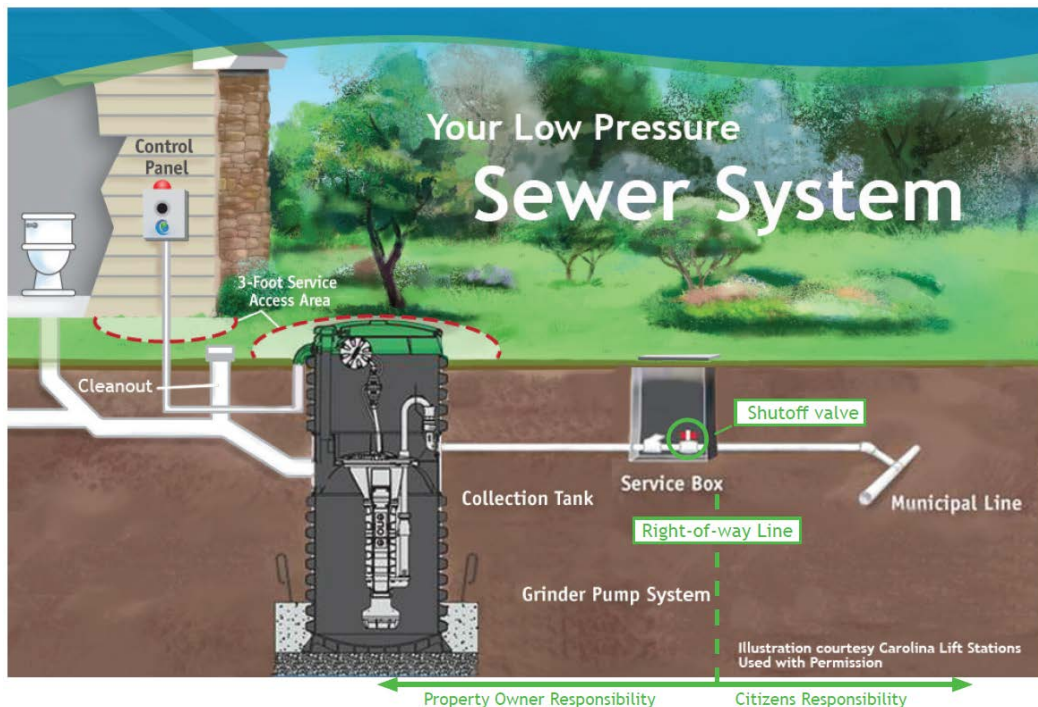 Your Low Pressure
Sewer System
Control
Panel
3-Foot Service
Access Area
Cleanout
Shutoff valve
Service Box
Collection Tank
Municipal Line
Right-of-way Line
Grinder Pump System
Illustration courtesy Carolina Lift Stations
Used with Permission
Property Owner Responsibility
Citizens Responsibility